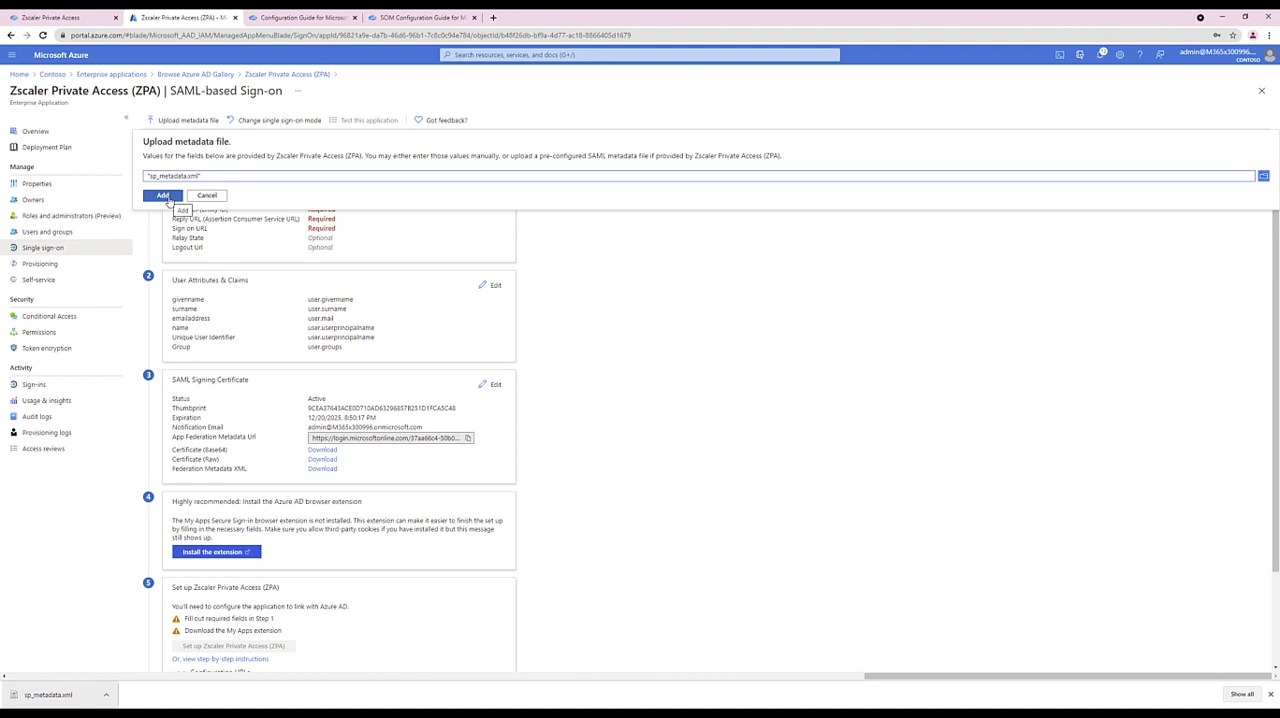 Zscaler Private Access
Zscaler Private Access (ZPA) - M
Configuration Guide for Microsoft
SCIM Configuration Guide for M
portal.azure.com/#blade/Microsoft_AAD_IAM/ManagedAppMenuBlade/SignOn/appId/96821a9e-da7b-46d6-96b1-7c8c0c94e784/objectId/b48f26db-bf9a-4d77-ac18-8866405d1679
Microsoft Azure
Search resources, services, and docs (G+/)
admin@M365x300996....
CONTOSO
Home > Contoso > Enterprise applications > Browse Azure AD Gallery > Zscaler Private Access (ZPA) >
Zscaler Private Access (ZPA) | SAML-based Sign-on ...
Enterprise Application
Overview
Deployment Plan
Manage
Properties
Owners
Roles and administrators (Preview)
Users and groups
Single sign-on
Provisioning
Self-service
Security
Conditional Access
Permissions
Token encryption
Activity
Sign-ins
Usage & insights
Audit logs
Provisioning logs
Access reviews
Upload metadata file
Change single sign-on mode
Test this application
Got feedback?
Upload metadata file.
Values for the fields below are provided by Zscaler Private Access (ZPA). You may either enter those values manually, or upload a pre-configured SAML metadata file if provided by Zscaler Private Access (ZPA).
"sp_metadata.xml"
Add
Cancel
Add
Required
Reply URL (Assertion Consumer Service URL) Required
Sign on URL Required
Relay State Optional
Logout Url Optional
2
User Attributes & Claims
Edit
givenname user.givenname
surname user.surname
emailaddress user.mail
name user.userprincipalname
Unique User Identifier user.userprincipalname
Group user.groups
3
SAML Signing Certificate
Edit
Status Active
Thumbprint
Expiration 12/20/2025, 8:50:17 PM
Notification Email admin@M365x300996.onmicrosoft.com
App Federation Metadata Url https://login.microsoftonline.com/37aa66c4-50b0...
Certificate (Base64) Download
Certificate (Raw) Download
Federation Metadata XML Download
4
Highly recommended: Install the Azure AD browser extension
The My Apps Secure Sign-in browser extension is not installed. This extension can make it easier to finish the set up
by filling in the necessary fields. Make sure you allow third-party cookies if you have installed it but this message
still shows up.
Install the extension
5
Set up Zscaler Private Access (ZPA)
You'll need to configure the application to link with Azure AD.
Fill out required fields in Step 1
Download the My Apps extension
Set up Zscaler Private Access (ZPA)
Or, view step-by-step instructions
sp_metadata.xml
Show all